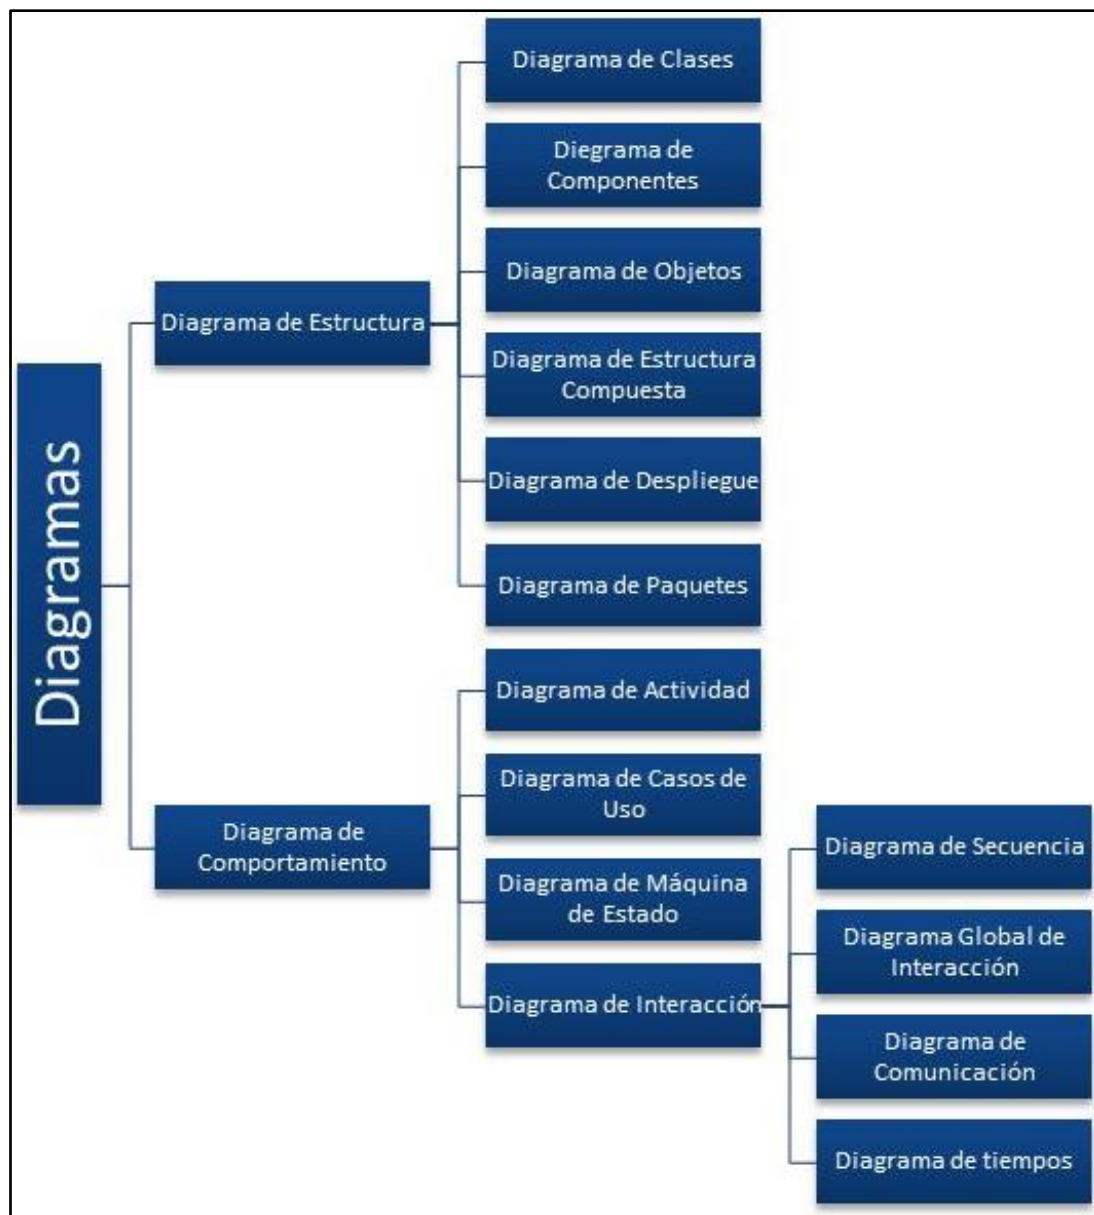 Diagramas
Diagrama de Estructura
Diagrama de Clases
Diegrama de
Componentes
Diagrama de Objetos
Diagrama de Estructura
Compuesta
Diagrama de Despliegue
Diagrama de Paquetes
Diagrama de
Comportamiento
Diagrama de Actividad
Diagrama de Casos de
Uso
Diagrama de Máquina
de Estado
Diagrama de Interacción
Diagrama de Secuencia
Diagrama Global de
Interacción
Diagrama de
Comunicación
Diagrama de tiempos